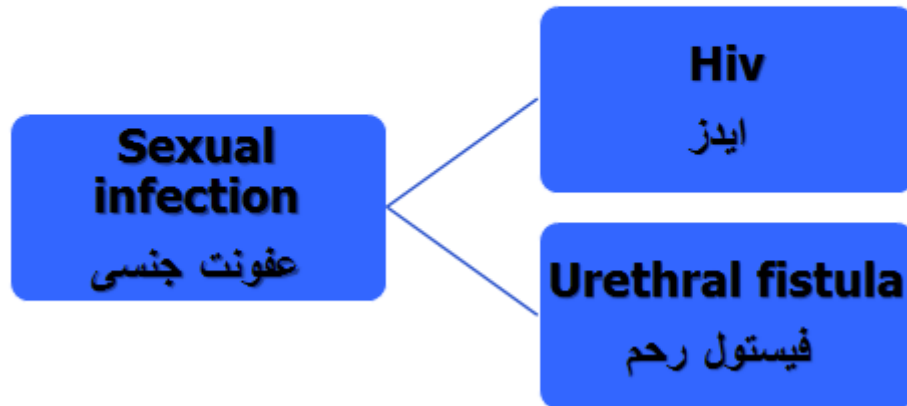 Sexual
infection
عفونت جنسی
Hiv
ایدز
Urethral fistula
فیستول رحم